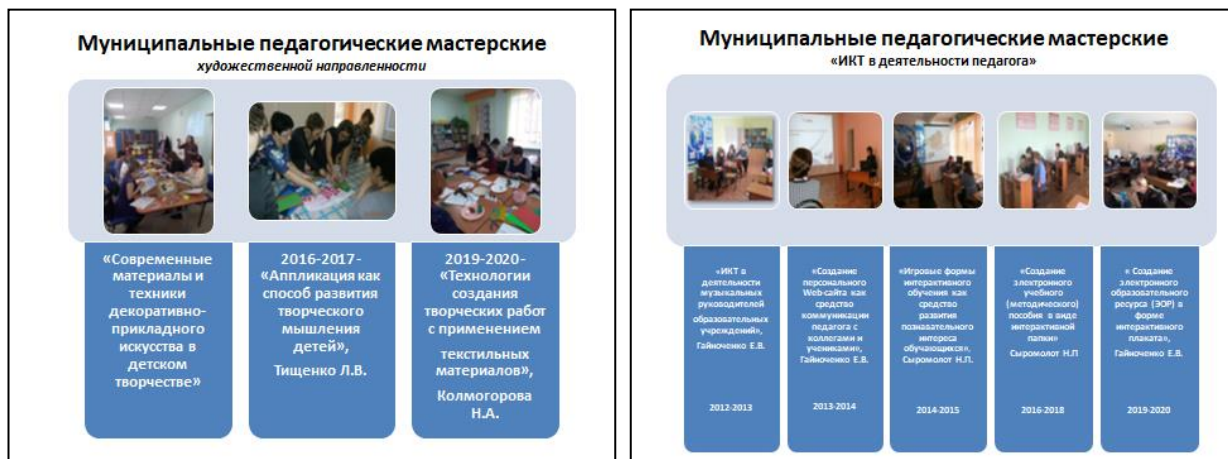 Муниципальные педагогические мастерские
художественной направленности
«Современные
материалы и
техники
декоративно-
прикладного
искусства в
детском
творчестве»
2016-2017-
«Аппликация как
способ развития
творческого
мышления
детей»,
Тищенко Л.В.
2019-2020-
«Технологии
создания
творческих работ
с применением
текстильных
материалов»,
Колмогорова
Н.А.
Муниципальные педагогические мастерские
«ИКТ в деятельности педагога»
«ИКТ в
деятельности
музыкальных
руководителей
образовательных
учреждений»,
Гайноченко Е.В.
2012-2013
«Создание
персонального
Web-сайта как
средство
коммуникации
педагога с
коллегами и
учениками»,
Гайноченко Е.В.
2013-2014
«Игровые формы
интерактивного
обучения как
средство
развития
познавательного
интереса
обучающихся».
Сыромолот Н.П.
2014-2015
«Создание
электронного
учебного
(методического)
пособия в виде
интерактивной
папки»
Сыромолот Н.П
2016-2018
« Создание
электронного
образовательного
ресурса (ЭОР) в
форме
интерактивного
плаката»,
Гайноченко Е.В.
2019-2020